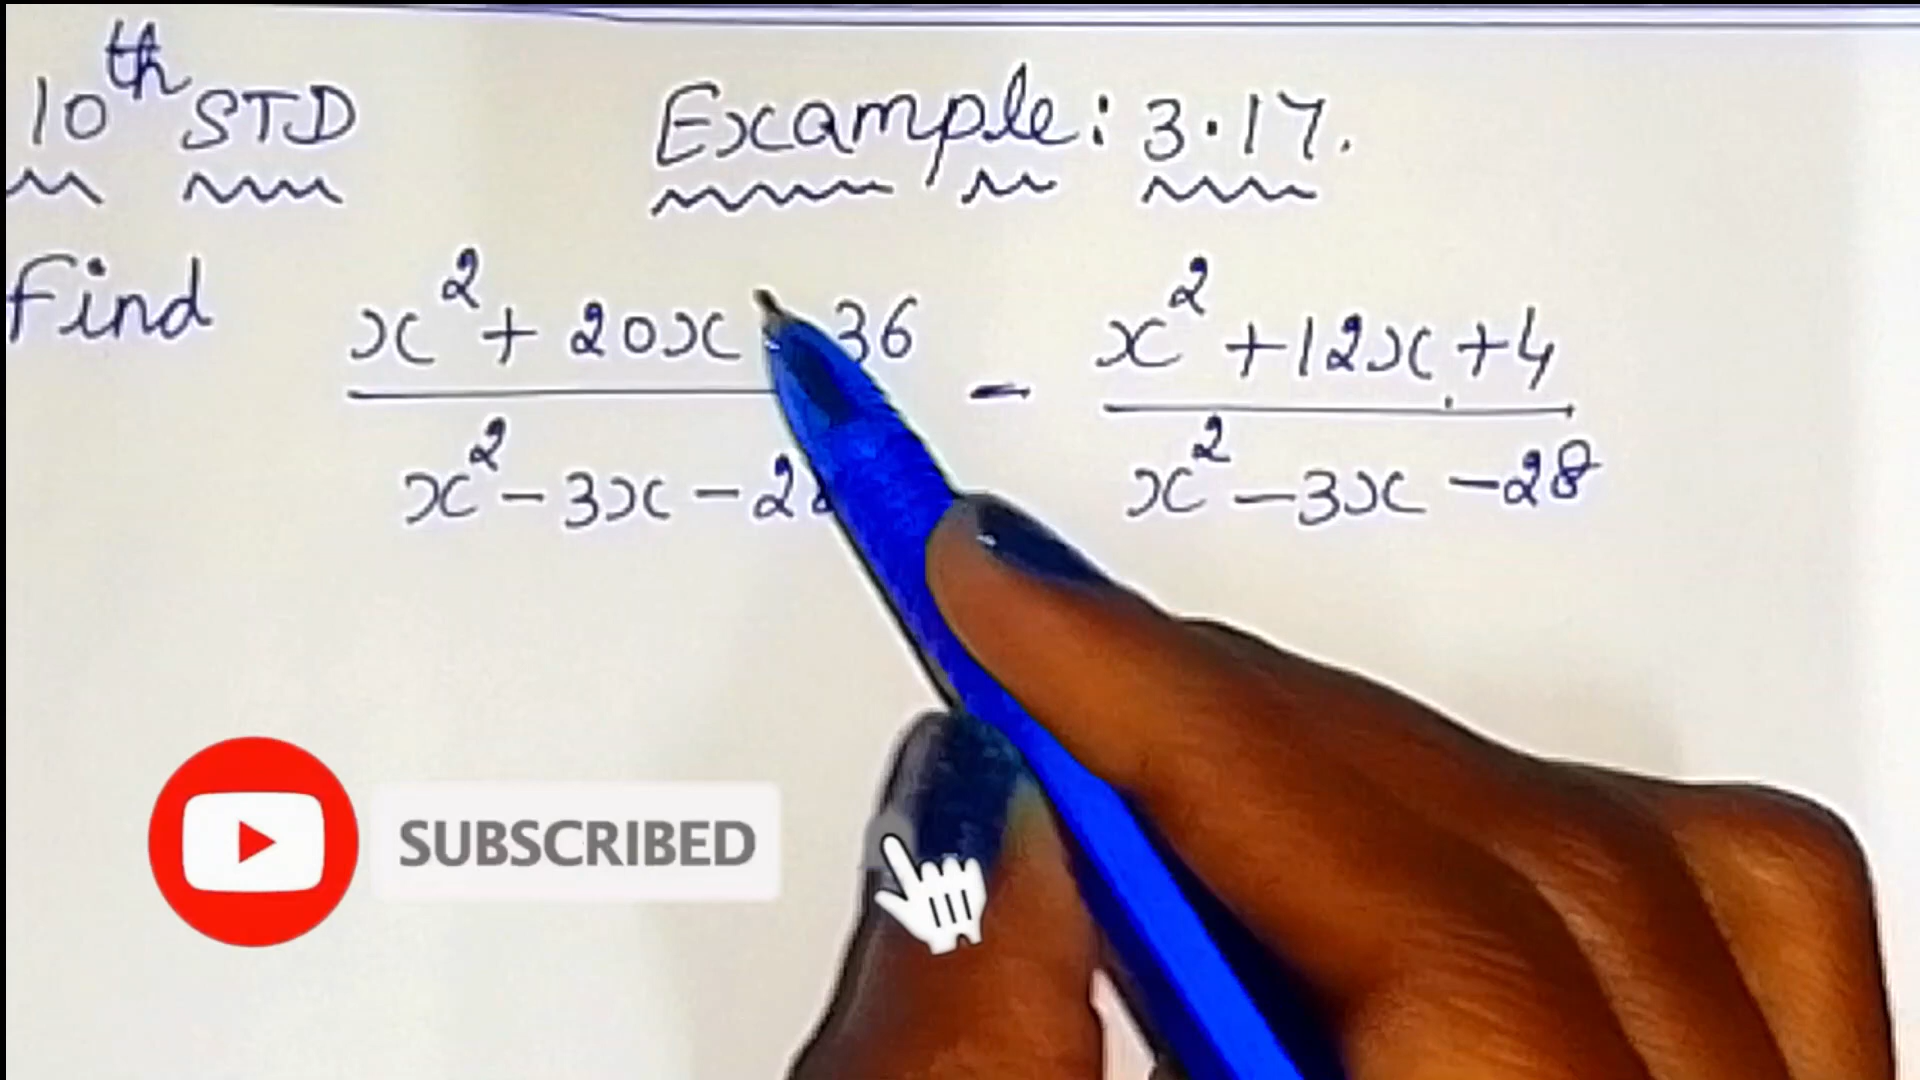 10th STD Example: 3.17.
Find x² + 20x 36 / x² - 3x - 2 - x² + 12x + 4 / x² - 3x - 28
SUBSCRIBED